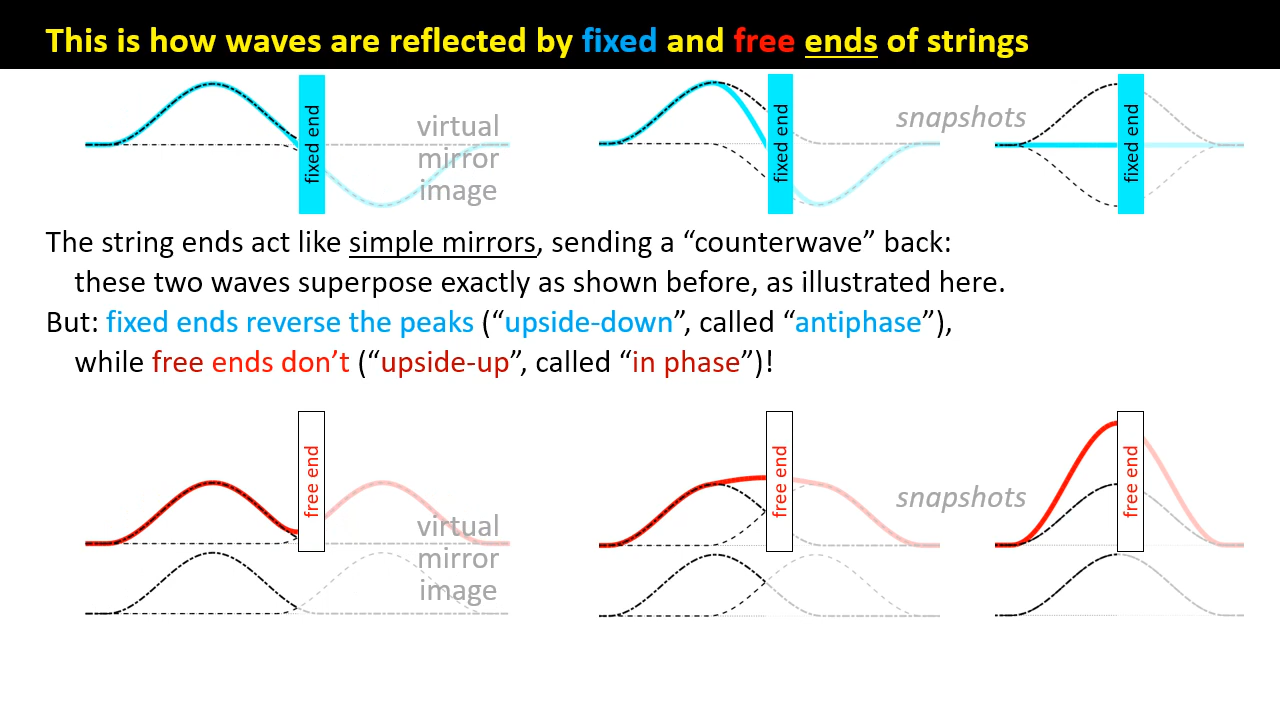 This is how waves are reflected by fixed and free ends of strings
fixed end
virtual
mirror
image
fixed end
snapshots
fixed end
The string ends act like simple mirrors, sending a “counterwave” back:
these two waves superpose exactly as shown before, as illustrated here.
But: fixed ends reverse the peaks (“upside-down”, called “antiphase”),
while free ends don’t (“upside-up”, called “in phase”)!
free end
virtual
mirror
image
free end
snapshots
free end